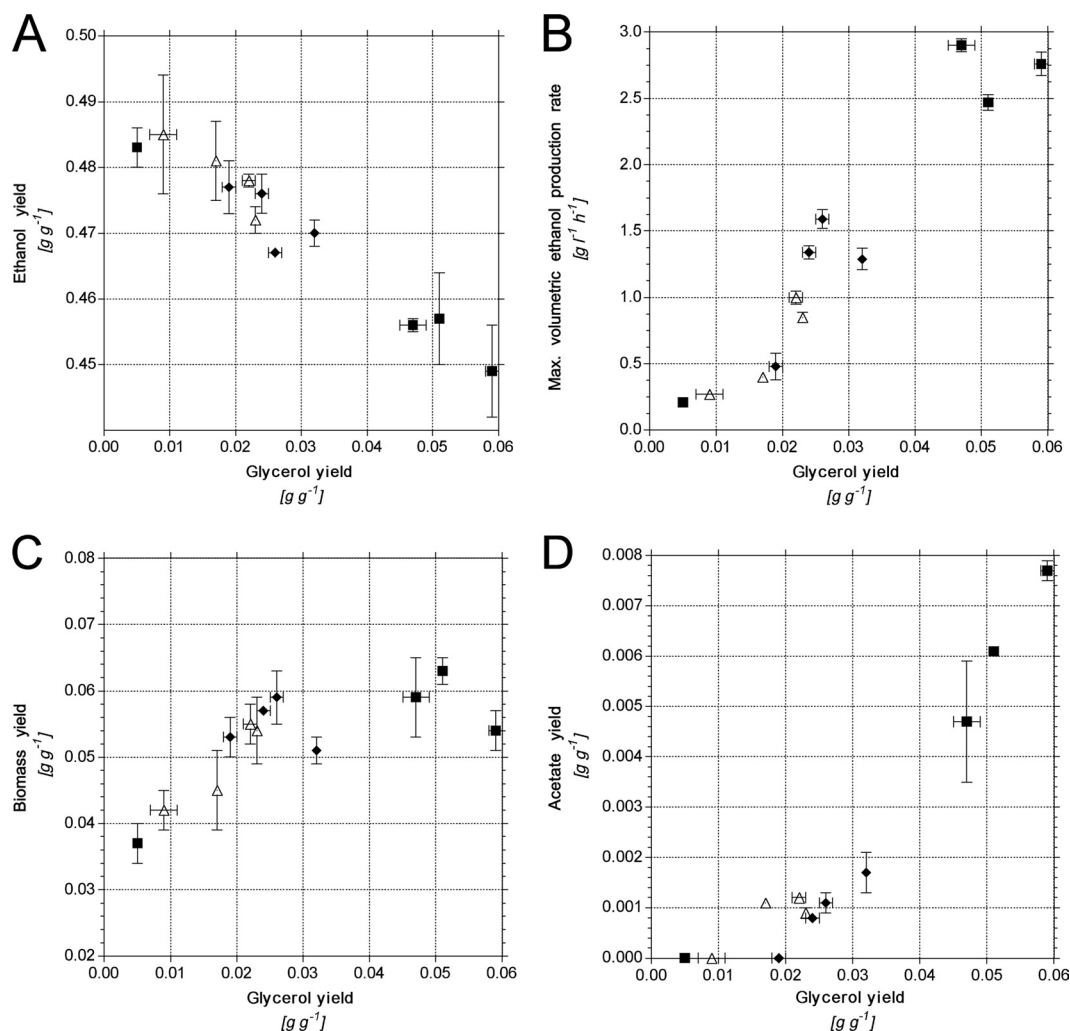 A
Ethanol yield
[g g⁻¹]
0.50
0.49
0.48
0.47
0.46
0.45
0.00 0.01 0.02 0.03 0.04 0.05 0.06
Glycerol yield
[g g⁻¹]
B
Max. volumetric ethanol production rate
[g l⁻¹ h⁻¹]
3.0
2.5
2.0
1.5
1.0
0.5
0.0
0.00 0.01 0.02 0.03 0.04 0.05 0.06
Glycerol yield
[g g⁻¹]
C
Biomass yield
[g g⁻¹]
0.08
0.07
0.06
0.05
0.04
0.03
0.02
0.00 0.01 0.02 0.03 0.04 0.05 0.06
Glycerol yield
[g g⁻¹]
D
Acetate yield
[g g⁻¹]
0.008
0.007
0.006
0.005
0.004
0.003
0.002
0.001
0.000
0.00 0.01 0.02 0.03 0.04 0.05 0.06
Glycerol yield
[g g⁻¹]